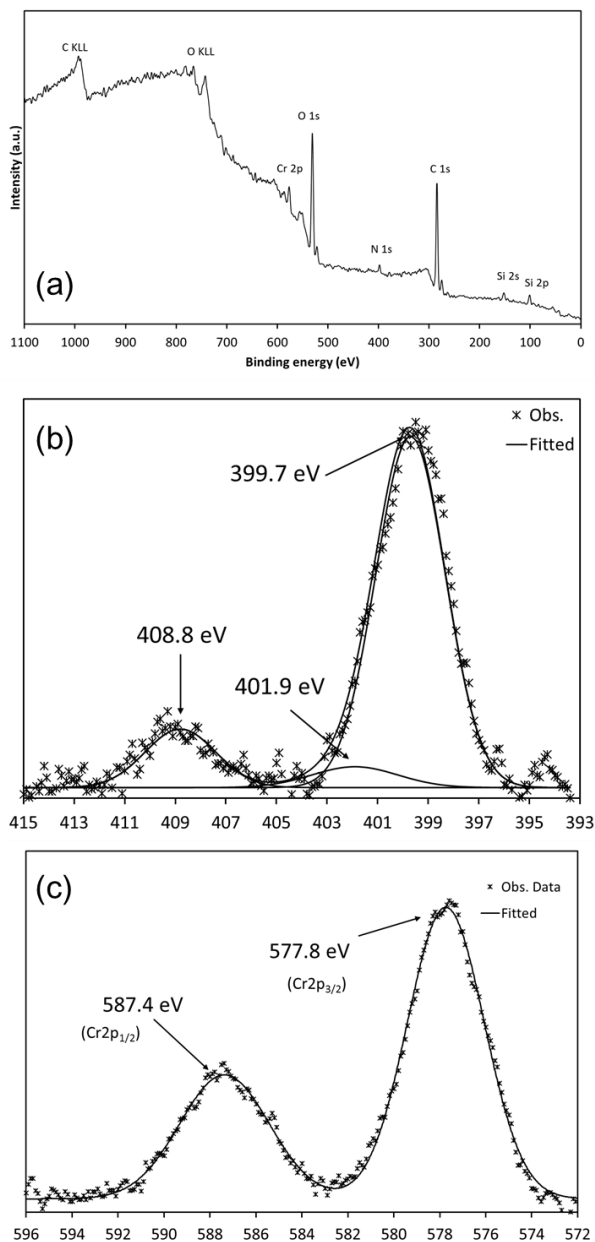 C KLL
O KLL
O 1s
Cr 2p
C 1s
N 1s
Si 2s
Si 2p
Intensity (a.u.)
(a)
1100 1000 900 800 700 600 500 400 300 200 100 0
Binding energy (eV)
(b)
Obs.
Fitted
399.7 eV
408.8 eV
401.9 eV
415 413 411 409 407 405 403 401 399 397 395 393
(c)
Obs. Data
Fitted
577.8 eV
(Cr2p3/2)
587.4 eV
(Cr2p1/2)
596 594 592 590 588 586 584 582 580 578 576 574 572